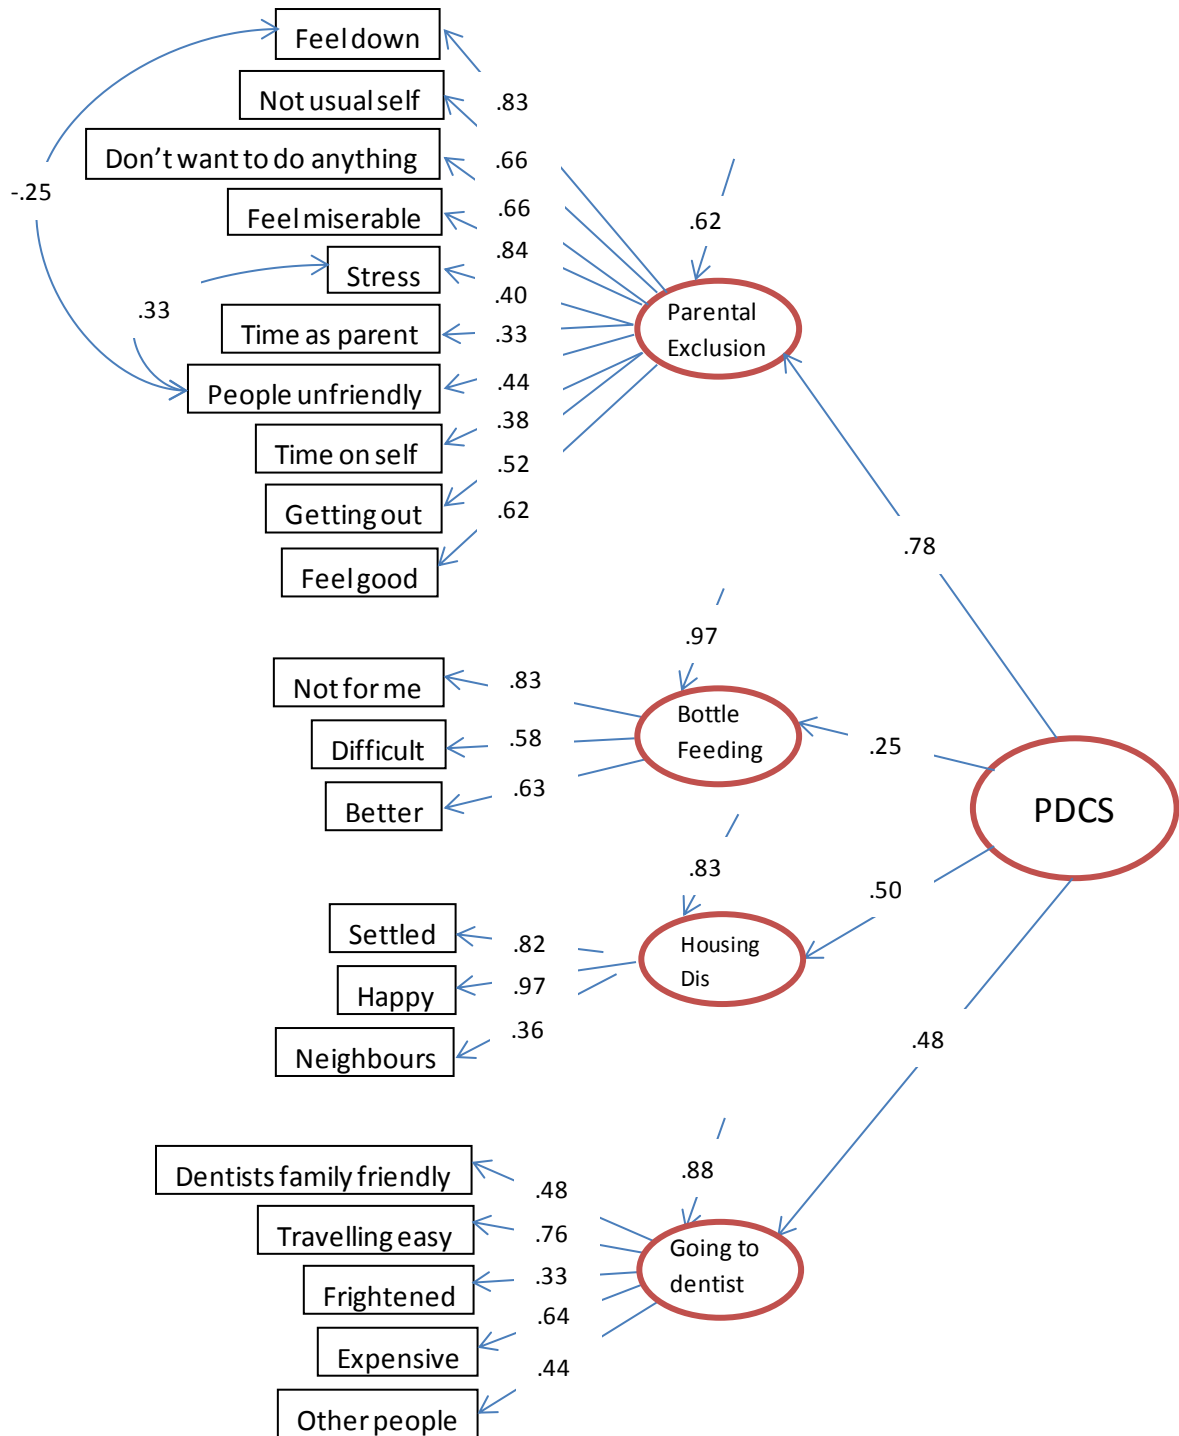 Feel down
.83
Not usual self
.66
Don't want to do anything
-.25
.66
Feel miserable
.62
.84
Stress
.40
Parental
Exclusion
.33
Time as parent
.33
.44
People unfriendly
.38
Time on self
.52
Getting out
.62
.78
Feel good
.97
Not for me
.83
Bottle
Feeding
Difficult
.58
.25
Better
.63
PDCS
.83
.50
Settled
.82
Housing
Dis
Happy
.97
Neighbours
.36
.48
Dentists family friendly
.88
.48
Travelling easy
.76
Going to
dentist
Frightened
.33
.64
Expensive
.44
Other people